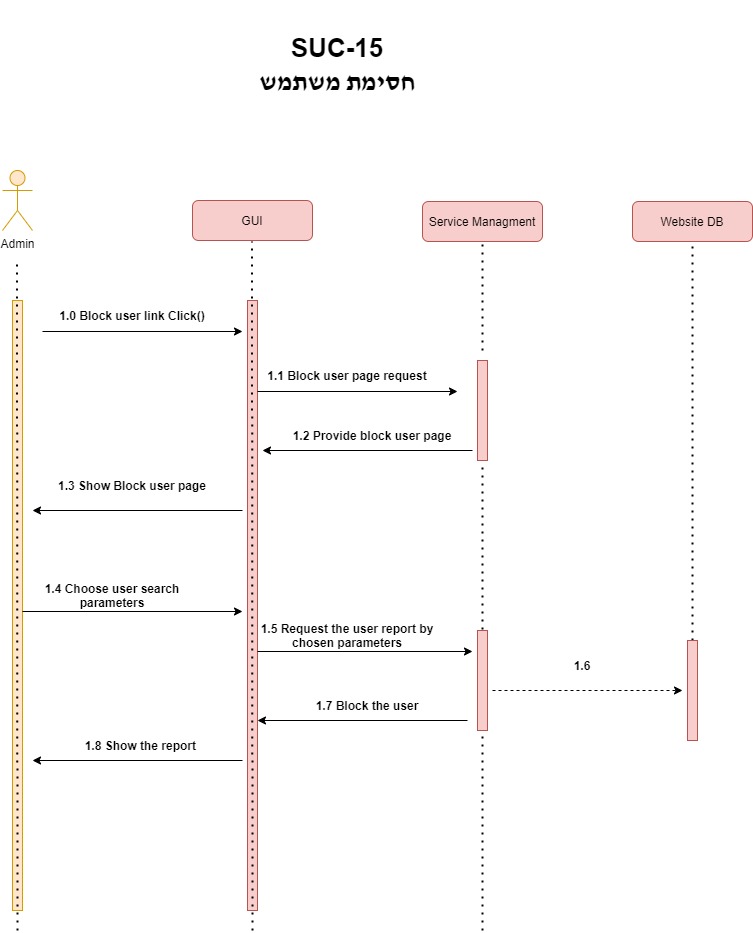 SUC-15
חסימת משתמש
Admin
GUI
Service Managment
Website DB
1.0 Block user link Click()
1.1 Block user page request
1.2 Provide block user page
1.3 Show Block user page
1.4 Choose user search
parameters
1.5 Request the user report by
chosen parameters
1.6
1.7 Block the user
1.8 Show the report